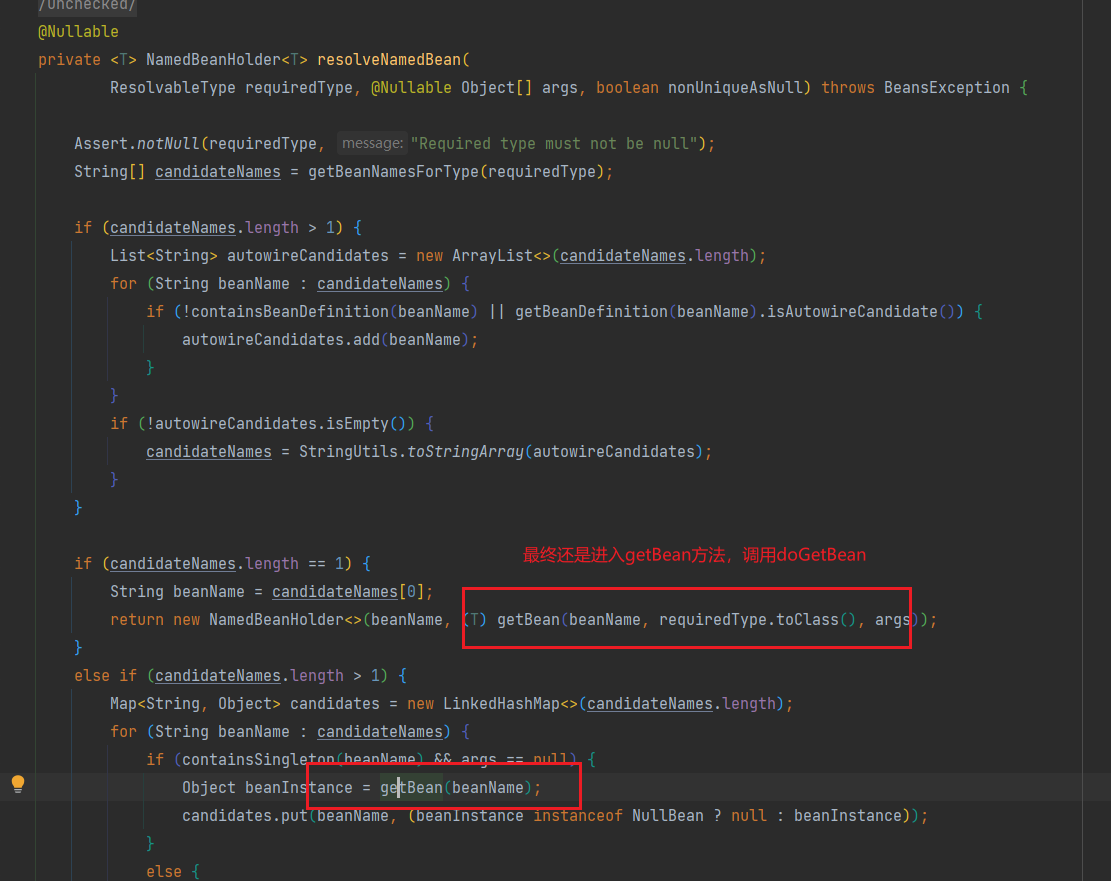 /unchecked/
@Nullable
private <T> NamedBeanHolder<T> resolveNamedBean(
ResolvableType requiredType, @Nullable Object[] args, boolean nonUniqueAsNull) throws BeansException {
Assert.notNull(requiredType, message: "Required type must not be null");
String[] candidateNames = getBeanNamesForType(requiredType);
if (candidateNames.length > 1) {
List<String> autowireCandidates = new ArrayList<>(candidateNames.length);
for (String beanName : candidateNames) {
if (!containsBeanDefinition(beanName) || getBeanDefinition(beanName).isAutowireCandidate()) {
autowireCandidates.add(beanName);
}
}
if (!autowireCandidates.isEmpty()) {
candidateNames = StringUtils.toStringArray(autowireCandidates);
}
}
最终还是进入getBean方法，调用doGetBean
if (candidateNames.length == 1) {
String beanName = candidateNames[0];
return new NamedBeanHolder<>(beanName, (T) getBean(beanName, requiredType.toClass(), args));
}
else if (candidateNames.length > 1) {
Map<String, Object> candidates = new LinkedHashMap<>(candidateNames.length);
for (String beanName : candidateNames) {
if (containsSingleton(beanName) && args == null) {
Object beanInstance = getBean(beanName);
candidates.put(beanName, (beanInstance instanceof NullBean ? null : beanInstance));
}
else {